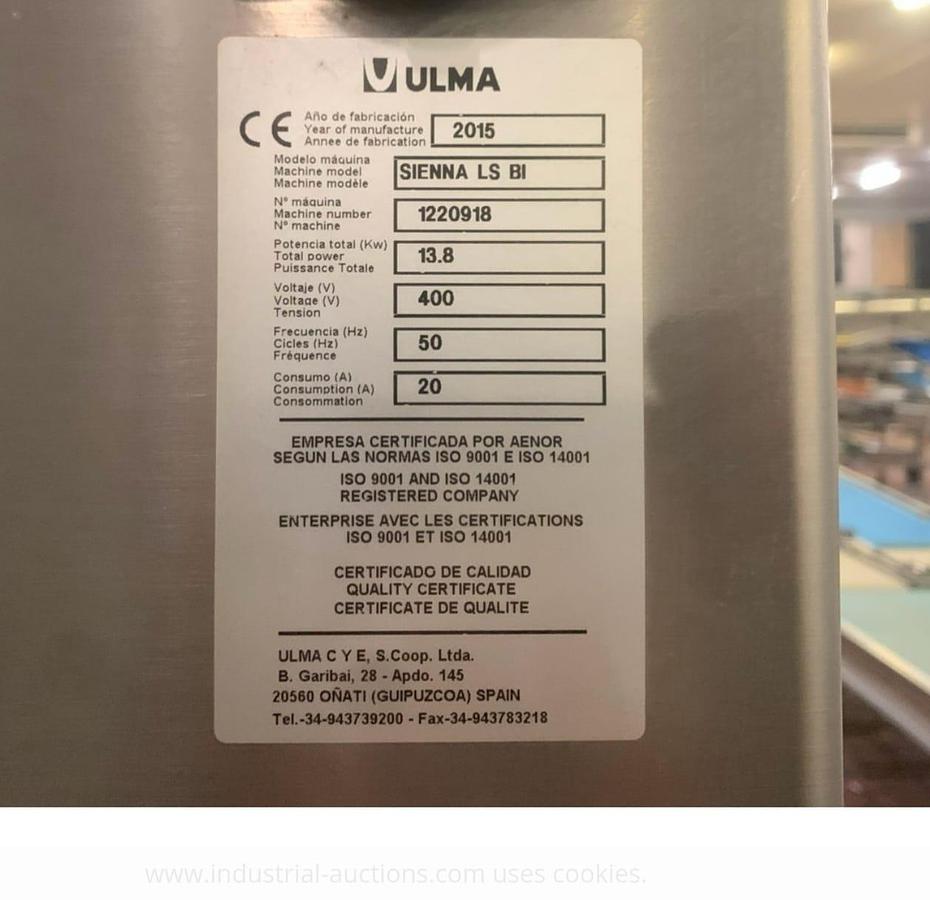 ULMA
CE
Año de fabricación
Year of manufacture
Annee de fabrication
2015
Modelo máquina
Machine model
Machine modèle
SIENNA LS BI
Nº máquina
Machine number
Nº machine
1220918
Potencia total (Kw)
Total power
Puissance Totale
13.8
Voltaje (V)
Voltage (V)
Tension
400
Frecuencia (Hz)
Cicles (Hz)
Fréquence
50
Consumo (A)
Consumption (A)
Consommation
20
EMPRESA CERTIFICADA POR AENOR
SEGUN LAS NORMAS ISO 9001 E ISO 14001
ISO 9001 AND ISO 14001
REGISTERED COMPANY
ENTERPRISE AVEC LES CERTIFICATIONS
ISO 9001 ET ISO 14001
CERTIFICADO DE CALIDAD
QUALITY CERTIFICATE
CERTIFICATE DE QUALITE
ULMA C Y E, S.Coop. Ltda.
B. Garibai, 28 - Apdo. 145
20560 OÑATI (GUIPUZCOA) SPAIN
Tel.-34-943739200 - Fax-34-943783218
www.industrial-auctions.com uses cookies.